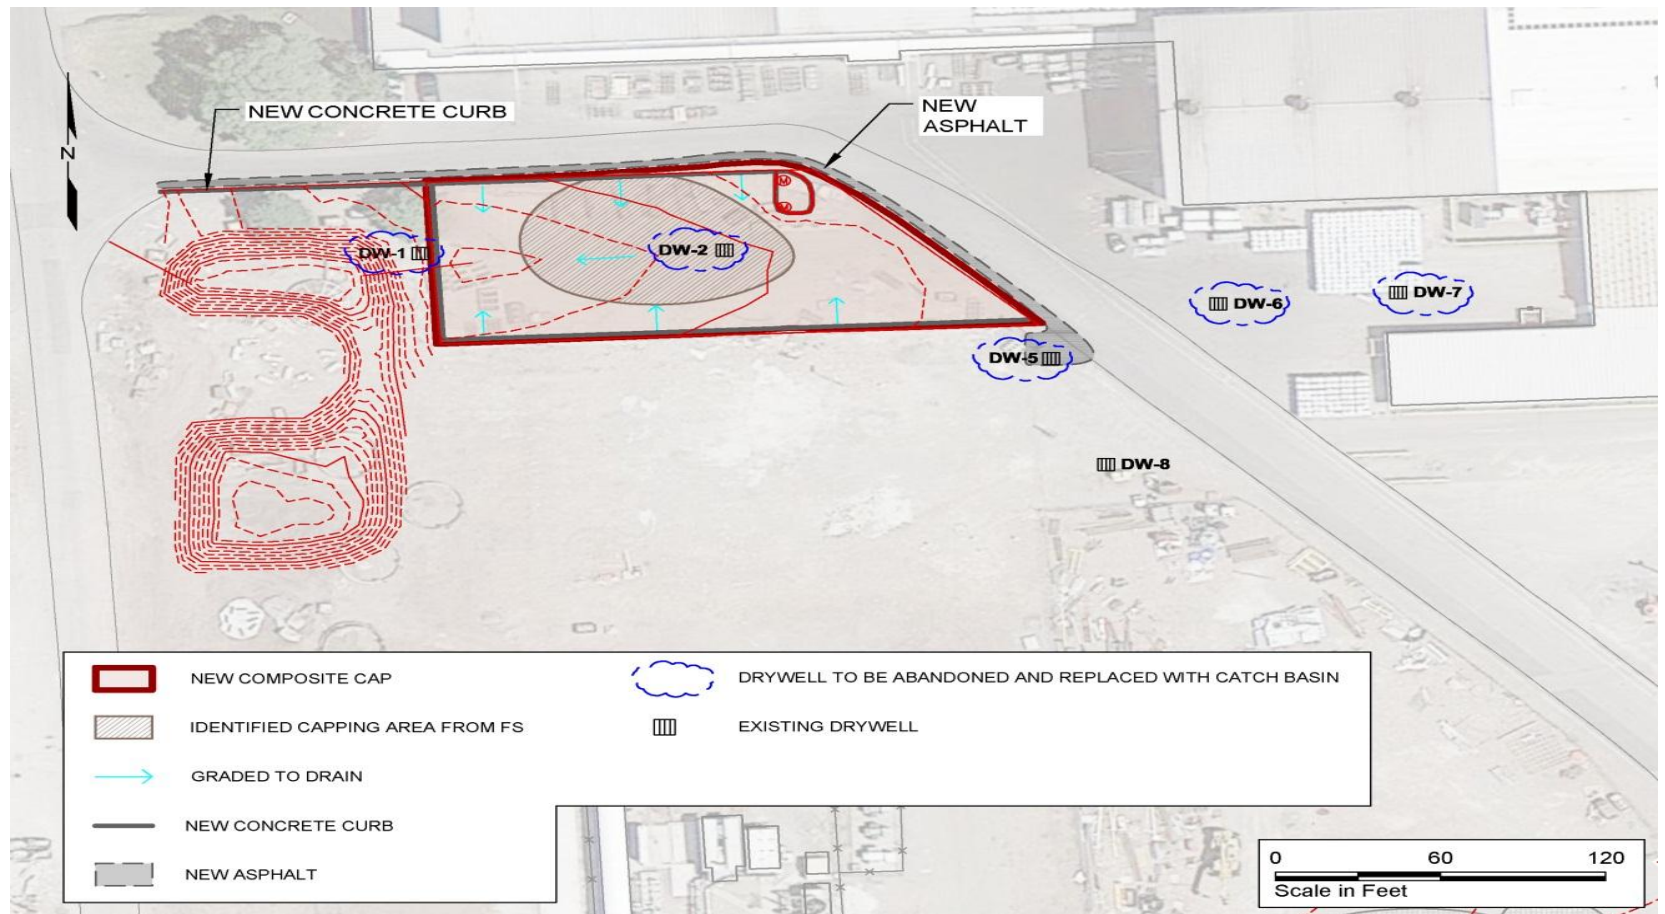 NEW CONCRETE CURB
NEW
ASPHALT
N
M
M
DW-1
DW-2
DW-6
DW-7
DW-5
DW-8
NEW COMPOSITE CAP
DRYWELL TO BE ABANDONED AND REPLACED WITH CATCH BASIN
IDENTIFIED CAPPING AREA FROM FS
EXISTING DRYWELL
GRADED TO DRAIN
NEW CONCRETE CURB
NEW ASPHALT
0 60 120
Scale in Feet